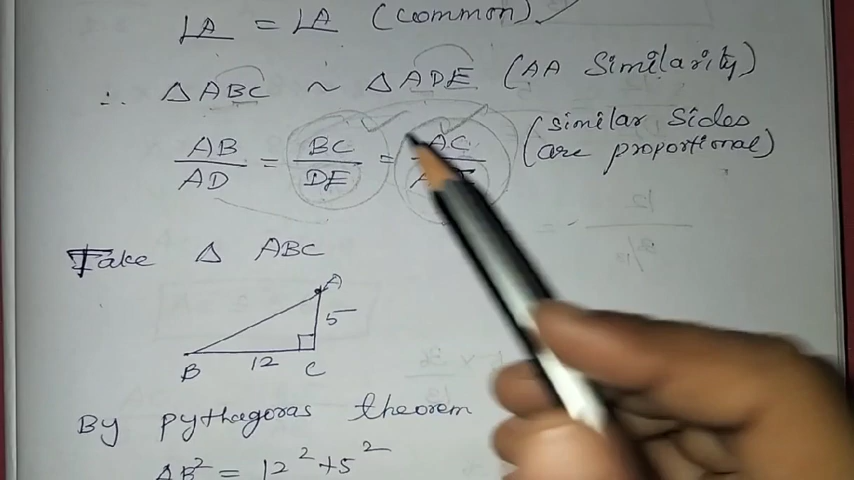 ∠A = ∠A (common) ✓
∴ △ABC ~ △ADE (AA Similarity)
AB/AD = BC/DE = AC/A (similar sides are proportional)
Take △ ABC
A
5
B 12 C
By pythagoras theorem
AB² = 12² + 5²